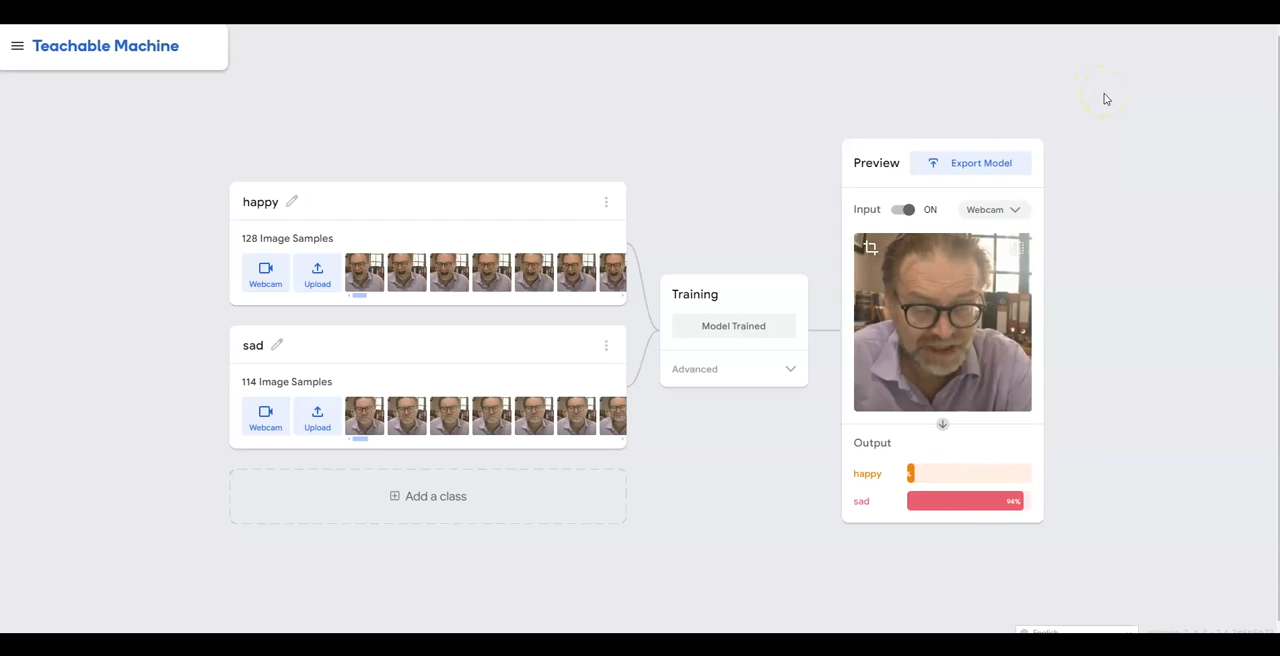 Teachable Machine
happy
128 Image Samples
Webcam
Upload
sad
114 Image Samples
Webcam
Upload
Add a class
Training
Model Trained
Advanced
Preview
Export Model
Input
ON
Webcam
Output
happy
sad
94%
English